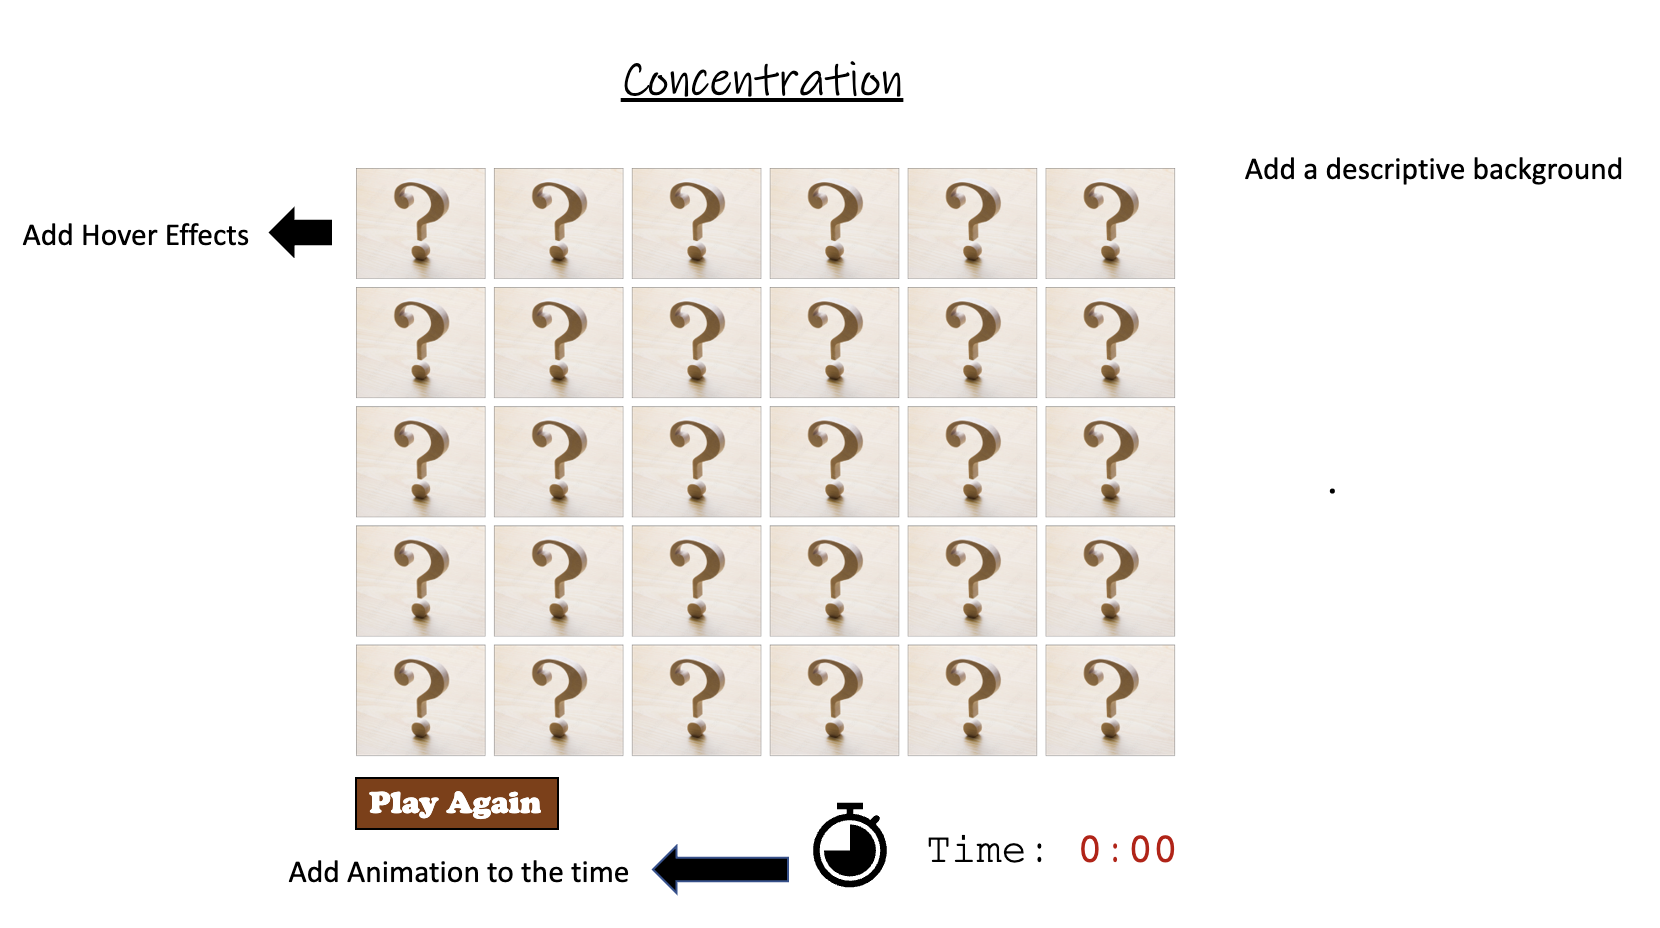 Concentration
Add a descriptive background
Add Hover Effects
Play Again
Time: 0:00
Add Animation to the time